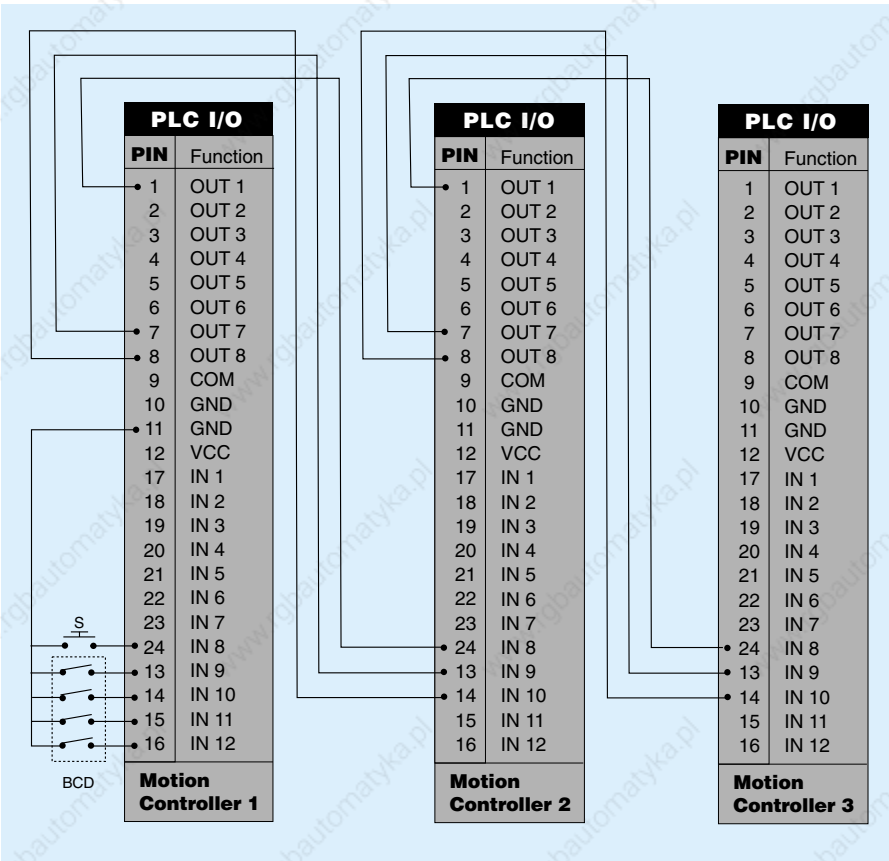 PLC I/O
PIN Function
1 OUT 1
2 OUT 2
3 OUT 3
4 OUT 4
5 OUT 5
6 OUT 6
7 OUT 7
8 OUT 8
9 COM
10 GND
11 GND
12 VCC
17 IN 1
18 IN 2
19 IN 3
20 IN 4
21 IN 5
22 IN 6
23 IN 7
24 IN 8
13 IN 9
14 IN 10
15 IN 11
16 IN 12
Motion
Controller 1
S
BCD
PLC I/O
PIN Function
1 OUT 1
2 OUT 2
3 OUT 3
4 OUT 4
5 OUT 5
6 OUT 6
7 OUT 7
8 OUT 8
9 COM
10 GND
11 GND
12 VCC
17 IN 1
18 IN 2
19 IN 3
20 IN 4
21 IN 5
22 IN 6
23 IN 7
24 IN 8
13 IN 9
14 IN 10
15 IN 11
16 IN 12
Motion
Controller 2
PLC I/O
PIN Function
1 OUT 1
2 OUT 2
3 OUT 3
4 OUT 4
5 OUT 5
6 OUT 6
7 OUT 7
8 OUT 8
9 COM
10 GND
11 GND
12 VCC
17 IN 1
18 IN 2
19 IN 3
20 IN 4
21 IN 5
22 IN 6
23 IN 7
24 IN 8
13 IN 9
14 IN 10
15 IN 11
16 IN 12
Motion
Controller 3
www.rgbautomatyka.pl